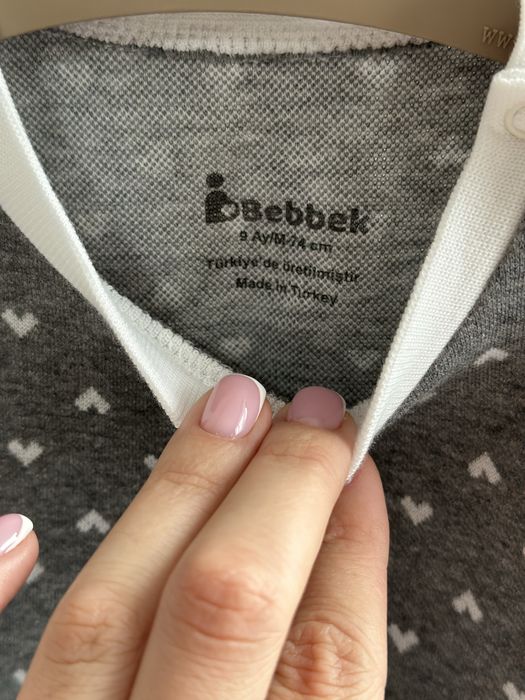 Bebbek
9 Ay/M-74 cm
Türkiye'de üretilmiştir
Made in Turkey